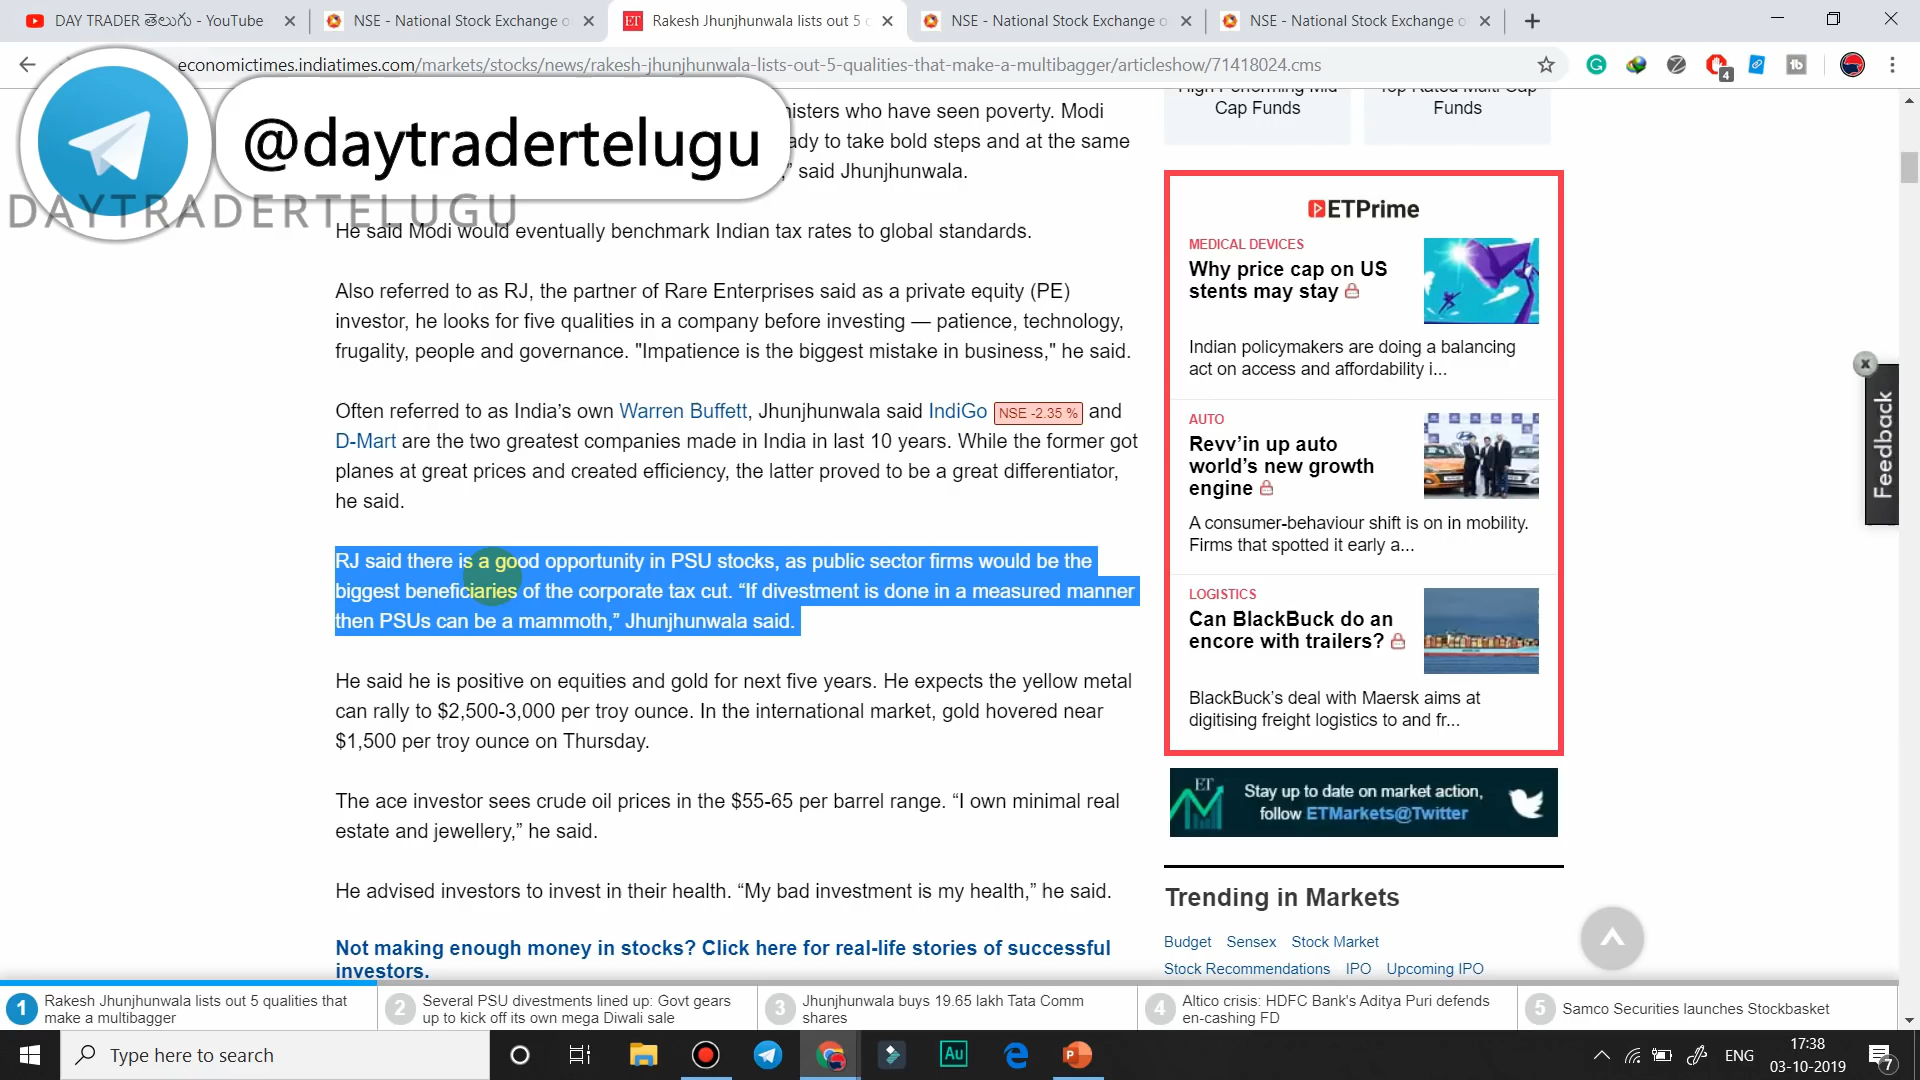 DAY TRADER తెలుగు - YouTube
NSE - National Stock Exchange o
Rakesh Jhunjhunwala lists out 5
NSE - National Stock Exchange o
NSE - National Stock Exchange o
economictimes.indiatimes.com/markets/stocks/news/rakesh-jhunjhunwala-lists-out-5-qualities-that-make-a-multibagger/articleshow/71418024.cms
4
@daytradertelugu
DAYTRADERTELUGU
nisters who have seen poverty. Modi
ady to take bold steps and at the same
,” said Jhunjhunwala.
He said Modi would eventually benchmark Indian tax rates to global standards.
Also referred to as RJ, the partner of Rare Enterprises said as a private equity (PE)
investor, he looks for five qualities in a company before investing — patience, technology,
frugality, people and governance. "Impatience is the biggest mistake in business," he said.
Often referred to as India’s own Warren Buffett, Jhunjhunwala said IndiGo NSE -2.35 % and
D-Mart are the two greatest companies made in India in last 10 years. While the former got
planes at great prices and created efficiency, the latter proved to be a great differentiator,
he said.
RJ said there is a good opportunity in PSU stocks, as public sector firms would be the
biggest beneficiaries of the corporate tax cut. “If divestment is done in a measured manner
then PSUs can be a mammoth,” Jhunjhunwala said.
He said he is positive on equities and gold for next five years. He expects the yellow metal
can rally to $2,500-3,000 per troy ounce. In the international market, gold hovered near
$1,500 per troy ounce on Thursday.
The ace investor sees crude oil prices in the $55-65 per barrel range. “I own minimal real
estate and jewellery,” he said.
He advised investors to invest in their health. “My bad investment is my health,” he said.
Not making enough money in stocks? Click here for real-life stories of successful
investors.
High Performing Mid
Cap Funds
Top Rated Multi Cap
Funds
ETPrime
MEDICAL DEVICES
Why price cap on US
stents may stay
Indian policymakers are doing a balancing
act on access and affordability i...
AUTO
Revv’in up auto
world’s new growth
engine
A consumer-behaviour shift is on in mobility.
Firms that spotted it early a...
LOGISTICS
Can BlackBuck do an
encore with trailers?
BlackBuck’s deal with Maersk aims at
digitising freight logistics to and fr...
ET
Stay up to date on market action,
follow ETMarkets@Twitter
Trending in Markets
Budget Sensex Stock Market
Stock Recommendations IPO Upcoming IPO
Feedback
1 Rakesh Jhunjhunwala lists out 5 qualities that
make a multibagger
2 Several PSU divestments lined up: Govt gears
up to kick off its own mega Diwali sale
3 Jhunjhunwala buys 19.65 lakh Tata Comm
shares
4 Altico crisis: HDFC Bank's Aditya Puri defends
en-cashing FD
5 Samco Securities launches Stockbasket
Type here to search
Au
ENG
17:38
03-10-2019
7